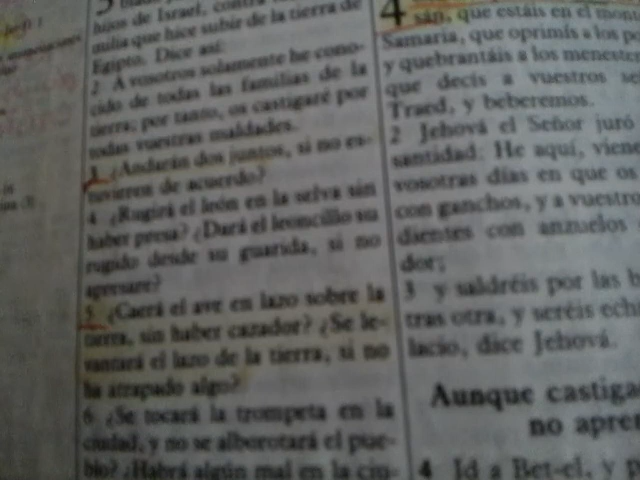 3
hijos de Israel, contra
milia que hice subir de la tierra de
Egipto. Dice así:
2 A vosotros solamente he cono-
cido de todas las familias de la
tierra; por tanto, os castigaré por
todas vuestras maldades.
3 ¿Andarán dos juntos, si no es-
tuvieren de acuerdo?
4 ¿Rugirá el león en la selva sin
haber presa? ¿Dará el leoncillo su
rugido desde su guarida, si no
apresare?
5 ¿Caerá el ave en lazo sobre la
tierra, sin haber cazador? ¿Se le-
vantará el lazo de la tierra, si no
ha atrapado algo?
6 ¿Se tocará la trompeta en la
ciudad, y no se alborotará el pue-
blo? ¿Habrá algún mal en la ciu-
4
san, que estáis en el mon
Samaria, que oprimís a los po
y quebrantáis a los menester
que decís a vuestros se
Traed, y beberemos.
2 Jehová el Señor juró
santidad: He aquí, viene
vosotras días en que os
con ganchos, y a vuestro
dientes con anzuelos
dor;
3 y saldréis por las b
tras otra, y seréis ech
lacio, dice Jehová.
Aunque castiga
no apren
4 Id a Bet-el, y p